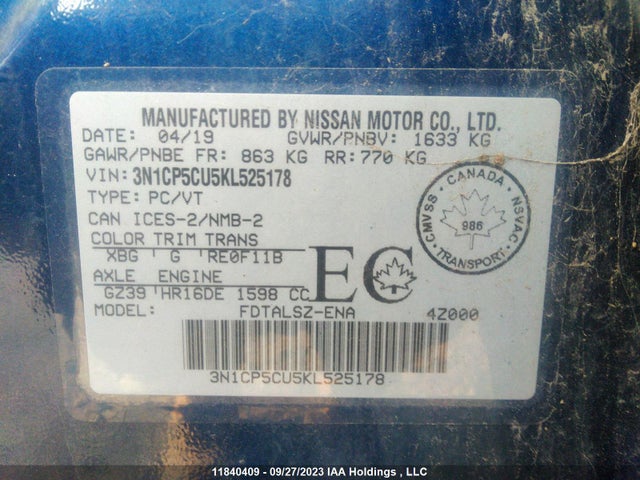 MANUFACTURED BY NISSAN MOTOR CO., LTD.
DATE: 04/19 GVWR/PNBV: 1633 KG
GAWR/PNBE FR: 863 KG RR: 770 KG
VIN: 3N1CP5CU5KL525178
TYPE: PC/VT
CAN ICES-2/NMB-2
COLOR TRIM TRANS
XBG ' G 'RE0F11B
AXLE ENGINE
GZ39 'HR16DE 1598 CC
MODEL: FDTALSZ-ENA 4Z000
EC
CMVSS • CANADA • NSVAC
986
TRANSPORT
3N1CP5CU5KL525178
11840409 - 09/27/2023 IAA Holdings , LLC